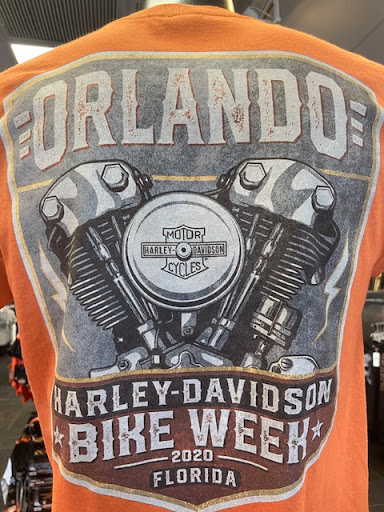 ORLANDO
MOTOR
HARLEY-DAVIDSON
CYCLES
HARLEY-DAVIDSON
BIKE WEEK
2020
FLORIDA